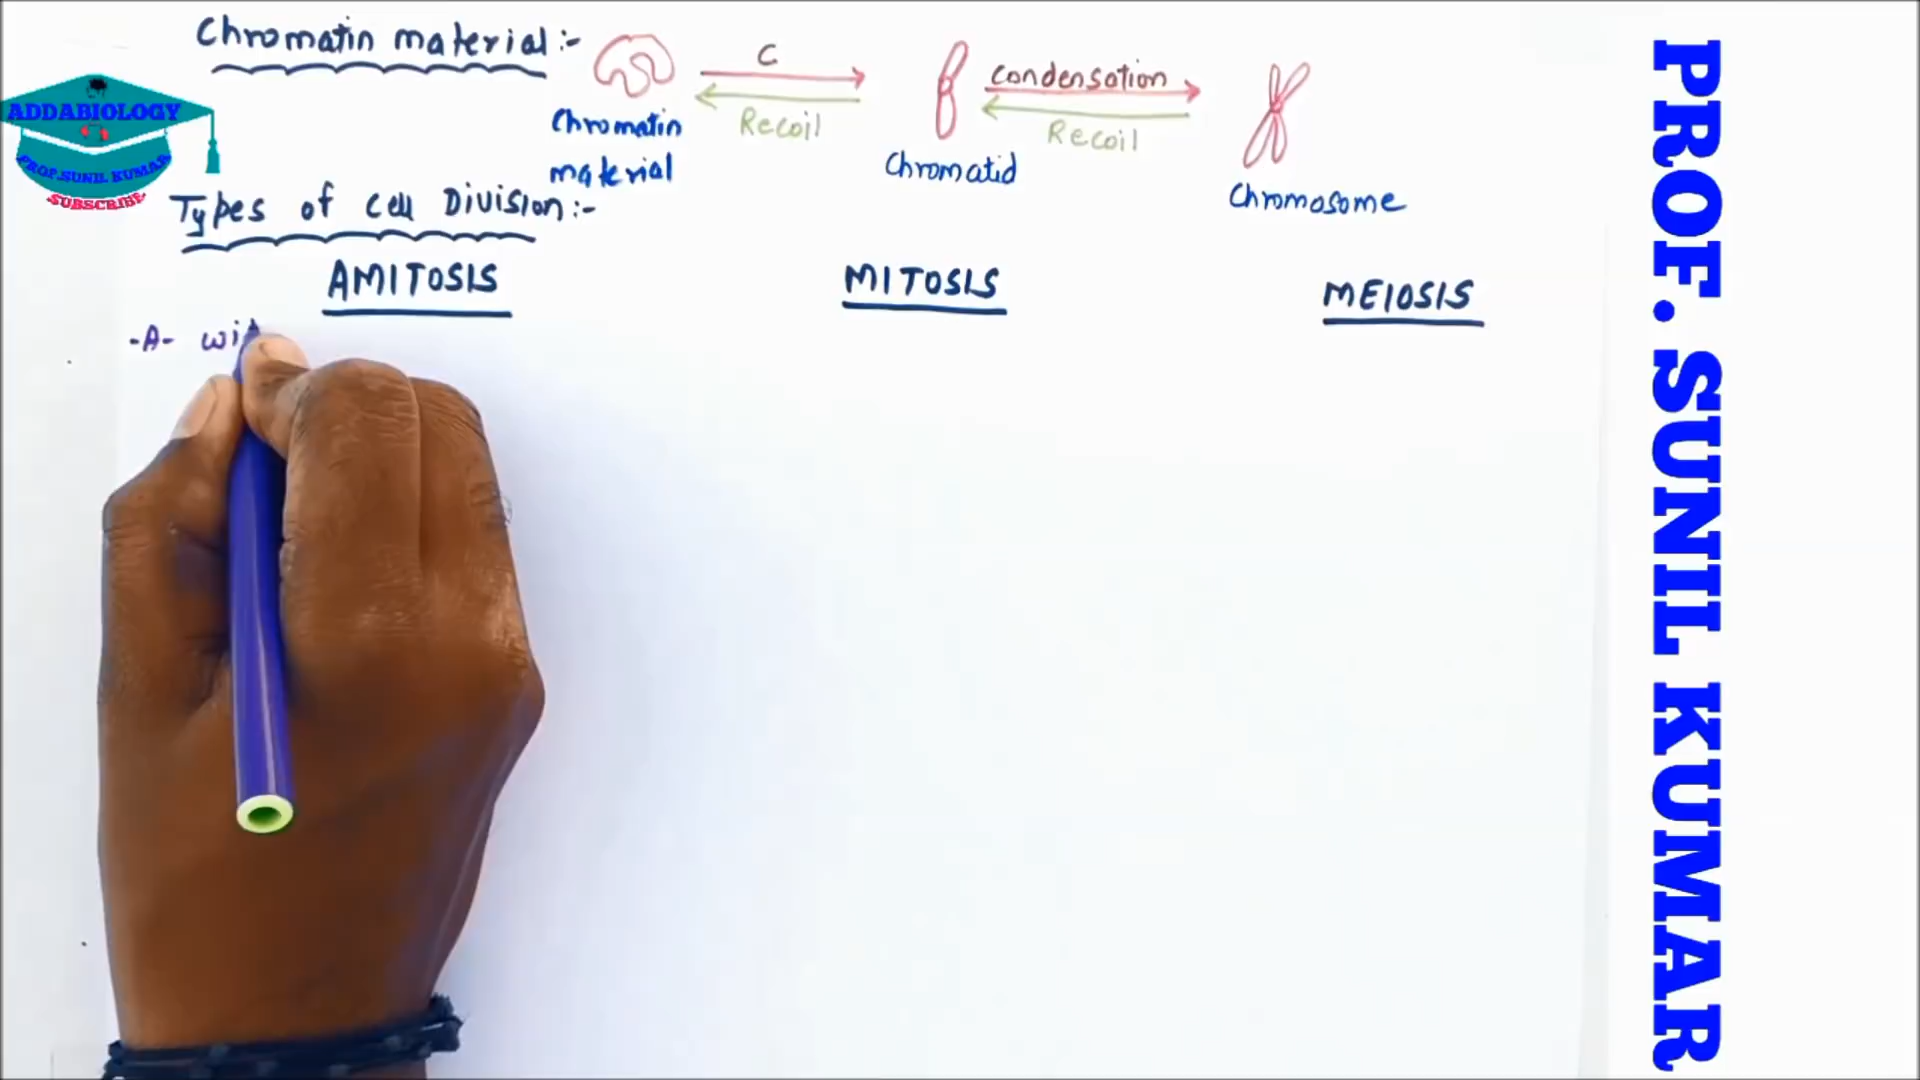 Chromatin material:-
C
Recoil
condensation
Recoil
Chromatin
material
Chromatid
Chromosome
ADDABIOLOGY
PROF.SUNIL KUMAR
SUBSCRIBE
Types of cell Division:-
AMITOSIS
MITOSIS
MEIOSIS
-A-
PROF. SUNIL KUMAR